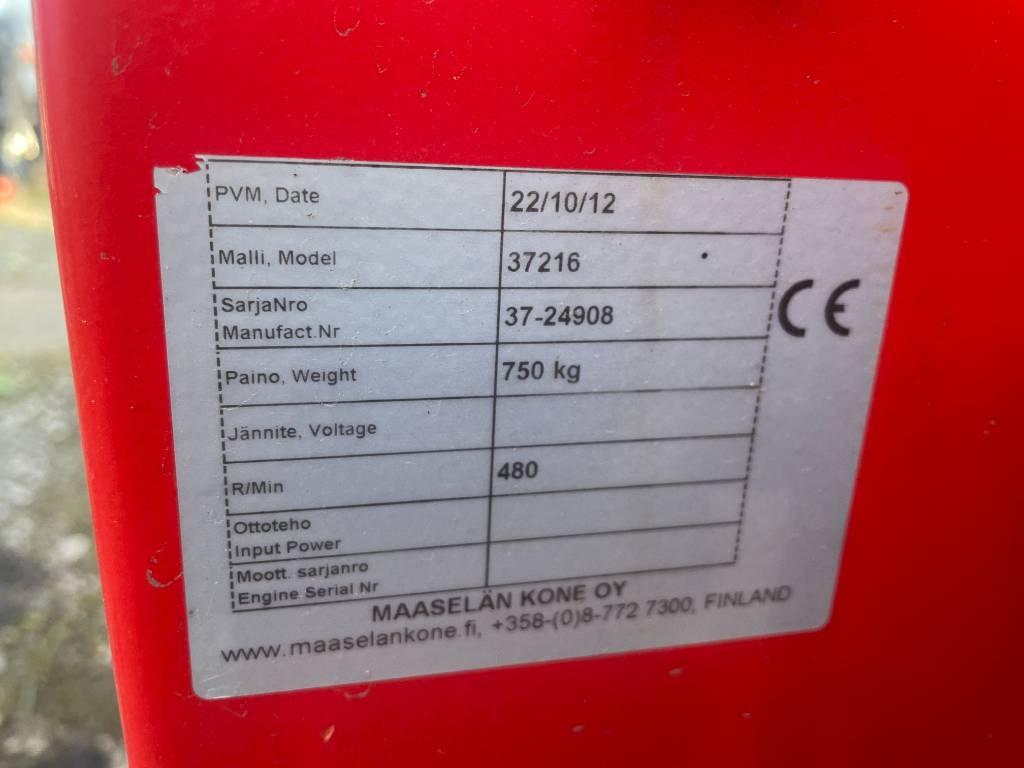 PVM, Date 22/10/12
Malli, Model 37216
SarjaNro
Manufact.Nr 37-24908
Paino, Weight 750 kg
Jännite, Voltage
R/Min 480
Ottoteho
Input Power
Moott. sarjanro
Engine Serial Nr
CE
MAASELÄN KONE OY
www.maaselankone.fi, +358-(0)8-772 7300, FINLAND